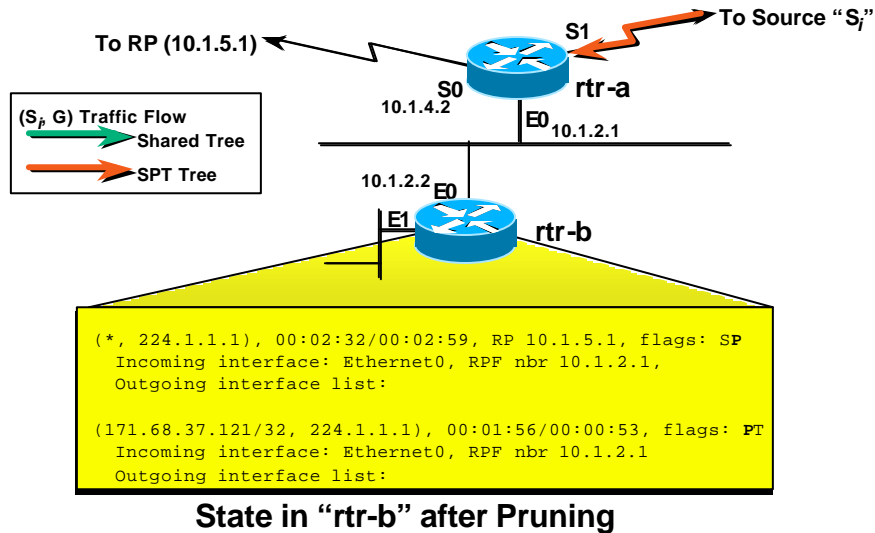 To Source “Si”
To RP (10.1.5.1)
S1
S0
rtr-a
10.1.4.2
E0
10.1.2.1
(Si, G) Traffic Flow
Shared Tree
SPT Tree
10.1.2.2
E0
E1
rtr-b
(*, 224.1.1.1), 00:02:32/00:02:59, RP 10.1.5.1, flags: SP
Incoming interface: Ethernet0, RPF nbr 10.1.2.1,
Outgoing interface list:
(171.68.37.121/32, 224.1.1.1), 00:01:56/00:00:53, flags: PT
Incoming interface: Ethernet0, RPF nbr 10.1.2.1
Outgoing interface list:
State in “rtr-b” after Pruning